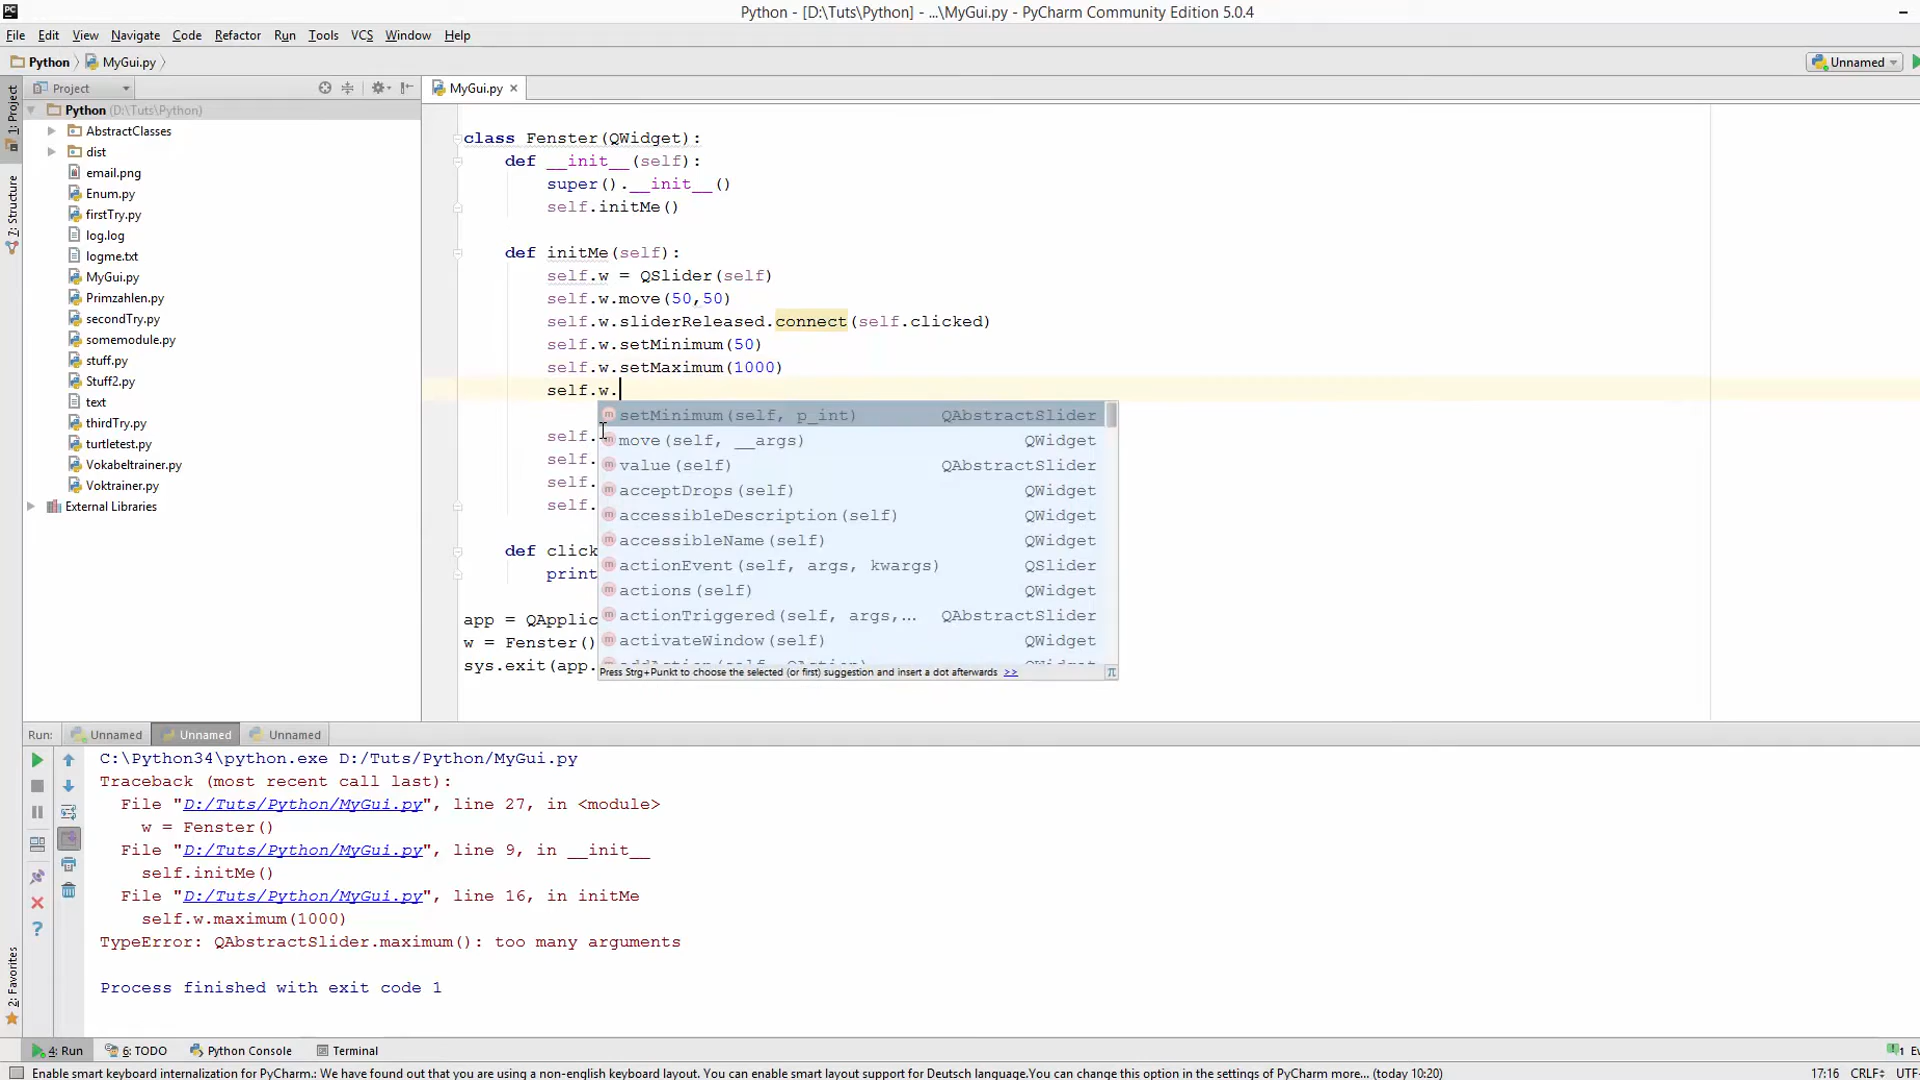 Python - [D:\Tuts\Python] - ...\MyGui.py - PyCharm Community Edition 5.0.4
File Edit View Navigate Code Refactor Run Tools VCS Window Help
Python MyGui.py Unnamed
Project
MyGui.py
1: Project
7: Structure
2: Favorites
Python (D:\Tuts\Python)
AbstractClasses
dist
email.png
Enum.py
firstTry.py
log.log
logme.txt
MyGui.py
Primzahlen.py
secondTry.py
somemodule.py
stuff.py
Stuff2.py
text
thirdTry.py
turtletest.py
Vokabeltrainer.py
Voktrainer.py
External Libraries
class Fenster(QWidget):
def __init__(self):
super().__init__()
self.initMe()
def initMe(self):
self.w = QSlider(self)
self.w.move(50,50)
self.w.sliderReleased.connect(self.clicked)
self.w.setMinimum(50)
self.w.setMaximum(1000)
self.w.
self.
self.
self.
self.
def click
print
app = QApplic
w = Fenster()
sys.exit(app.
setMinimum(self, p_int) QAbstractSlider
move(self, __args) QWidget
value(self) QAbstractSlider
acceptDrops(self) QWidget
accessibleDescription(self) QWidget
accessibleName(self) QWidget
actionEvent(self, args, kwargs) QSlider
actions(self) QWidget
actionTriggered(self, args,... QAbstractSlider
activateWindow(self) QWidget
addAction(self, QAction) QWidget
Press Strg+Punkt to choose the selected (or first) suggestion and insert a dot afterwards >> π
Run: Unnamed Unnamed Unnamed
C:\Python34\python.exe D:/Tuts/Python/MyGui.py
Traceback (most recent call last):
File "D:/Tuts/Python/MyGui.py", line 27, in <module>
w = Fenster()
File "D:/Tuts/Python/MyGui.py", line 9, in __init__
self.initMe()
File "D:/Tuts/Python/MyGui.py", line 16, in initMe
self.w.maximum(1000)
TypeError: QAbstractSlider.maximum(): too many arguments
Process finished with exit code 1
4: Run 6: TODO Python Console Terminal 1 Ev
Enable smart keyboard internalization for PyCharm.: We have found out that you are using a non-english keyboard layout. You can enable smart layout support for Deutsch language.You can change this option in the settings of PyCharm more... (today 10:20) 17:16 CRLF÷ UTF-